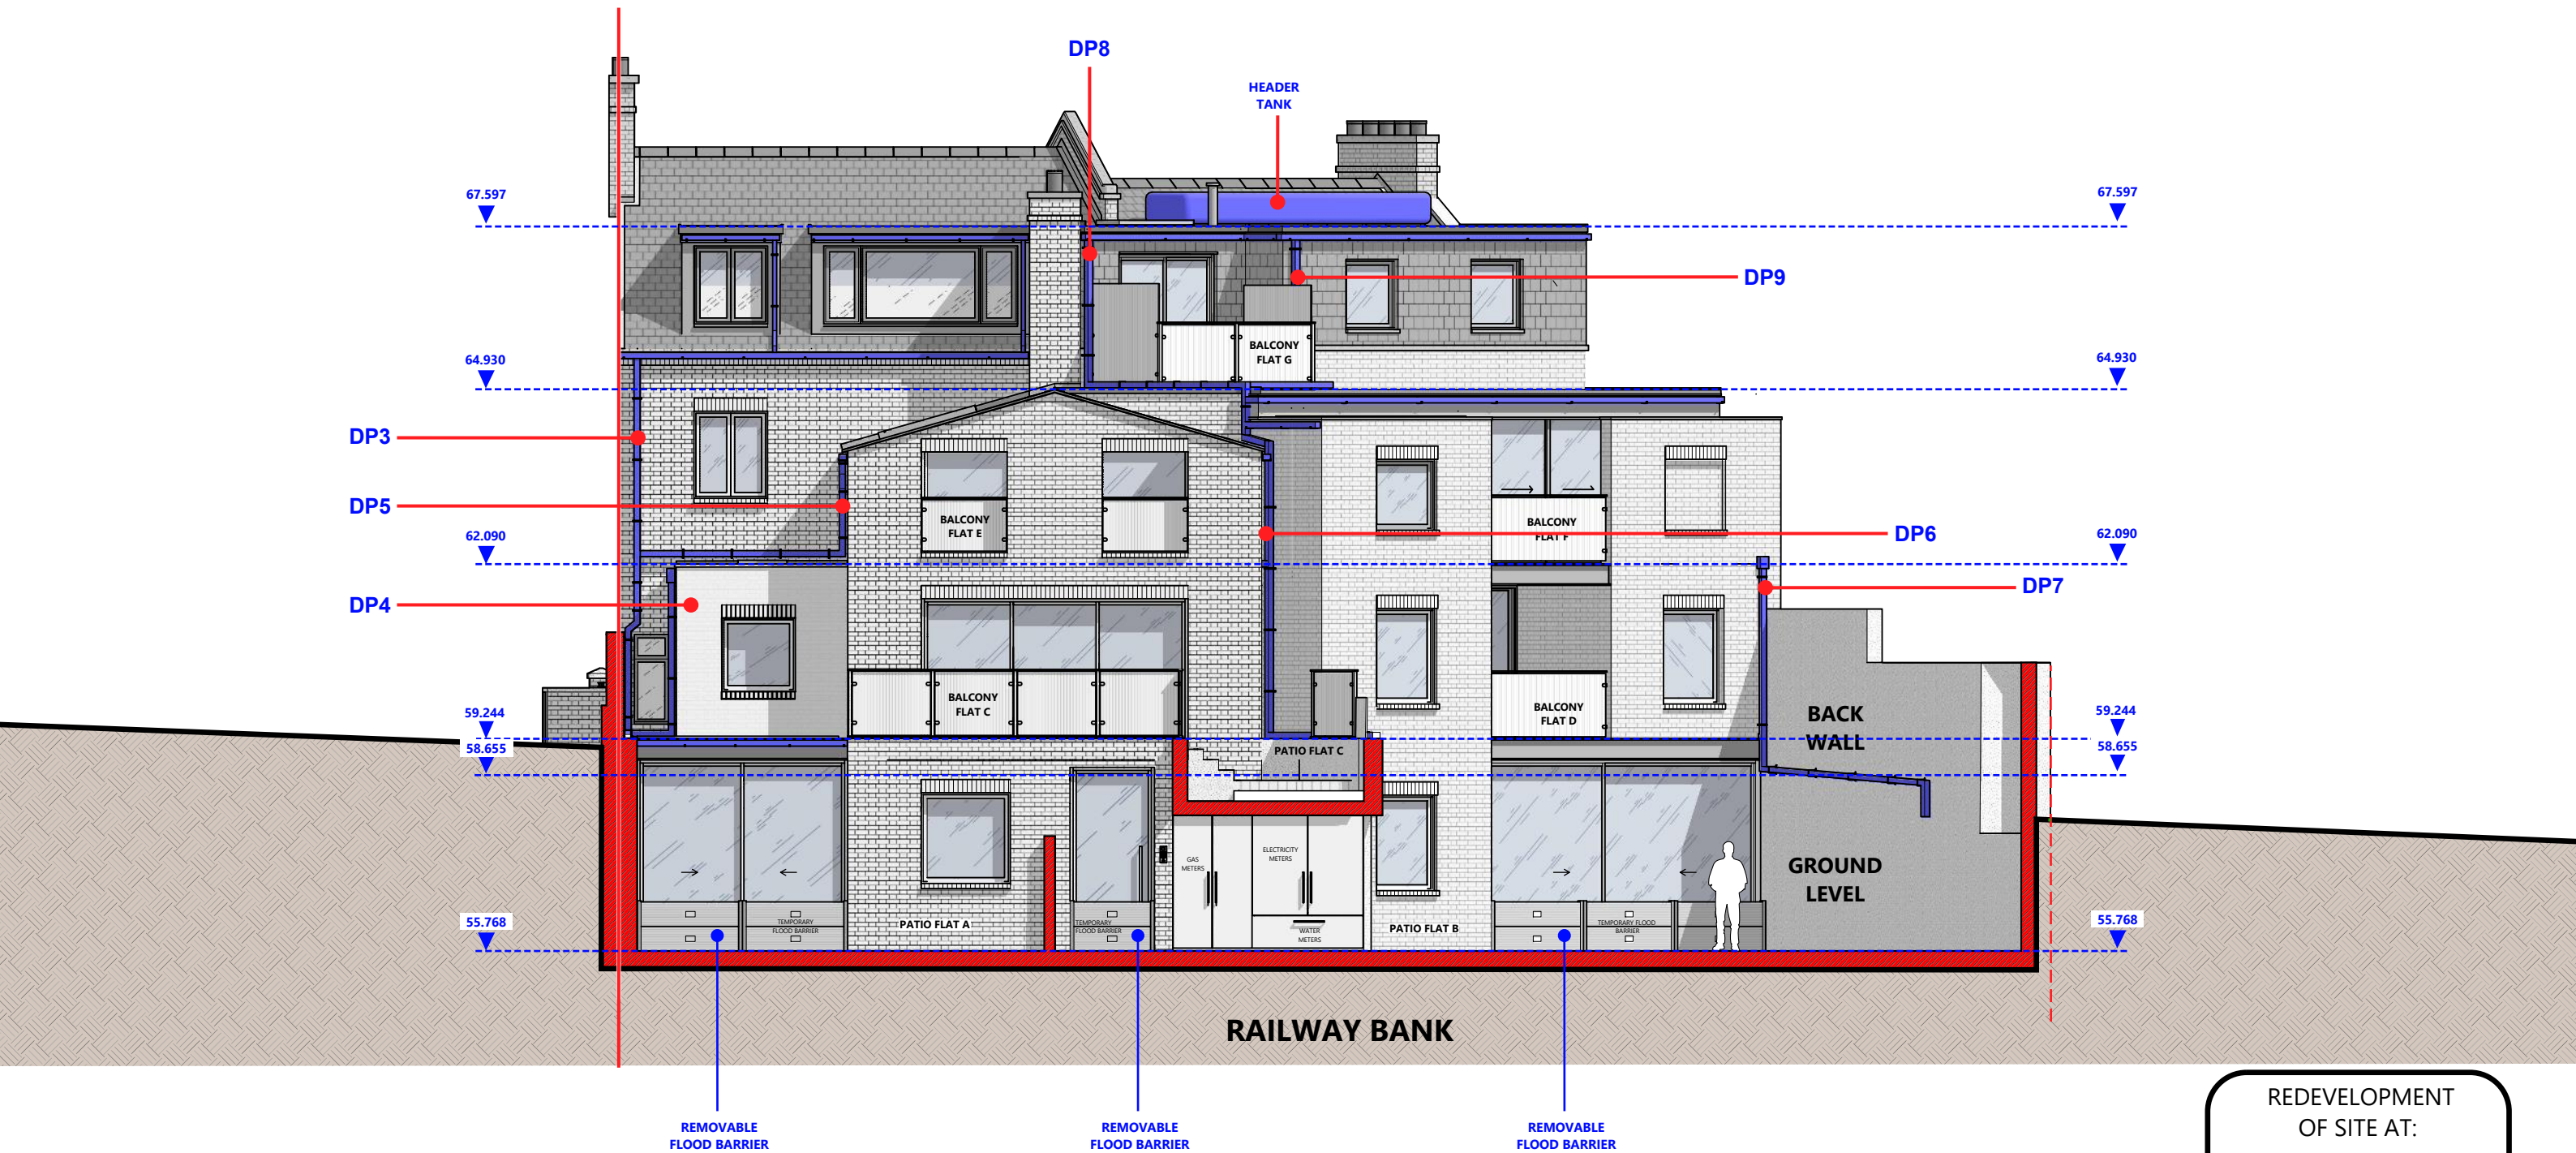 DP8
HEADER
TANK
67.597
67.597
DP9
BALCONY
FLAT G
64.930
64.930
DP3
DP5
BALCONY
FLAT E
BALCONY
FLAT F
62.090
62.090
DP6
DP7
DP4
BALCONY
FLAT C
BALCONY
FLAT D
BACK
WALL
59.244
59.244
58.655
58.655
PATIO FLAT C
GAS
METERS
ELECTRICITY
METERS
GROUND
LEVEL
55.768
55.768
TEMPORARY
FLOOD BARRIER
PATIO FLAT A
TEMPORARY
FLOOD BARRIER
WATER
METERS
PATIO FLAT B
TEMPORARY FLOOD
BARRIER
RAILWAY BANK
REMOVABLE
FLOOD BARRIER
REMOVABLE
FLOOD BARRIER
REMOVABLE
FLOOD BARRIER
REDEVELOPMENT
OF SITE AT: